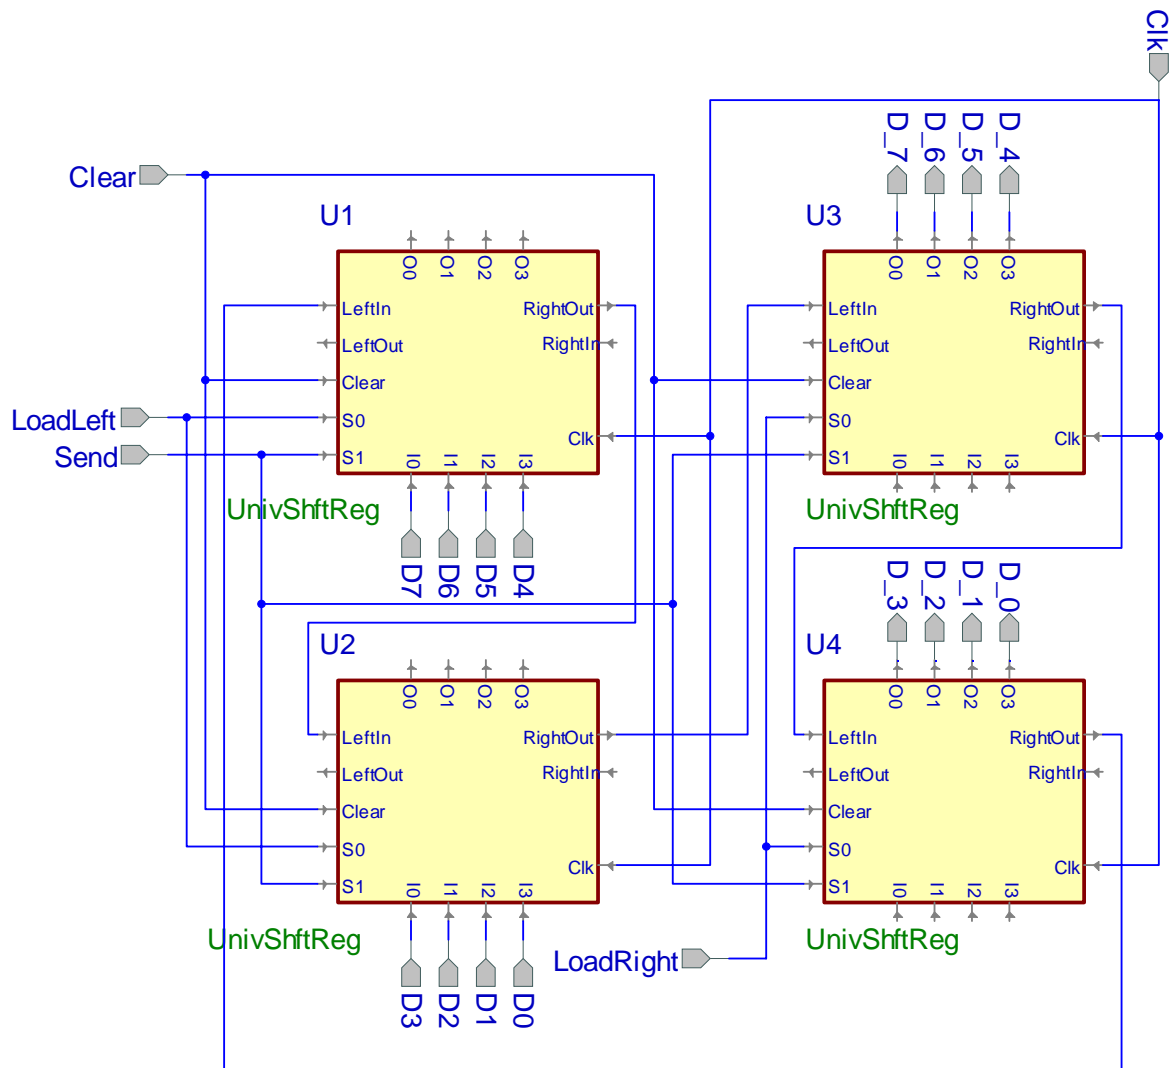 Clk
D_7 D_6 D_5 D_4
Clear
U1
O0 O1 O2 O3
LeftIn RightOut
LeftOut RightIn
Clear
LoadLeft
S0
Send
S1
Clk
I0 I1 I2 I3
UnivShftReg
D7 D6 D5 D4
U3
O0 O1 O2 O3
LeftIn RightOut
LeftOut RightIn
Clear
S0
Clk
S1
I0 I1 I2 I3
UnivShftReg
U2
O0 O1 O2 O3
LeftIn RightOut
LeftOut RightIn
Clear
S0
Clk
S1
I0 I1 I2 I3
UnivShftReg
D3 D2 D1 D0
D_3 D_2 D_1 D_0
U4
O0 O1 O2 O3
LeftIn RightOut
LeftOut RightIn
Clear
S0
Clk
S1
I0 I1 I2 I3
UnivShftReg
LoadRight